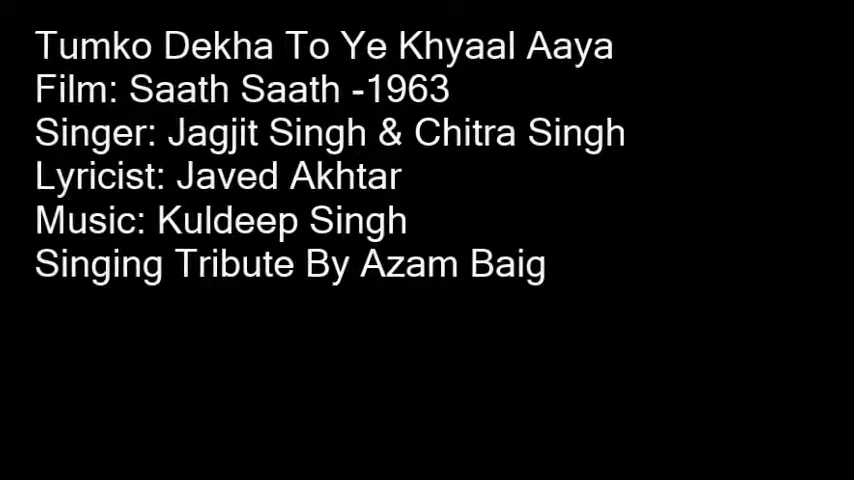 Tumko Dekha To Ye Khyaal Aaya
Film: Saath Saath -1963
Singer: Jagjit Singh & Chitra Singh
Lyricist: Javed Akhtar
Music: Kuldeep Singh
Singing Tribute By Azam Baig